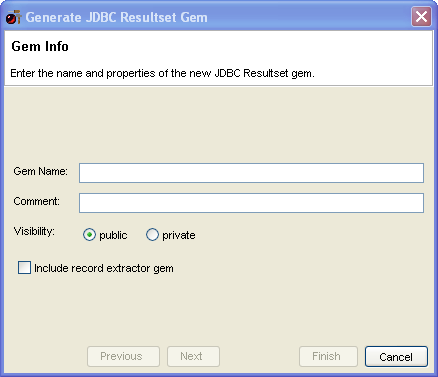 Generate JDBC Resultset Gem
Gem Info
Enter the name and properties of the new JDBC Resultset gem.
Gem Name:
Comment:
Visibility: public private
Include record extractor gem
Previous Next Finish Cancel